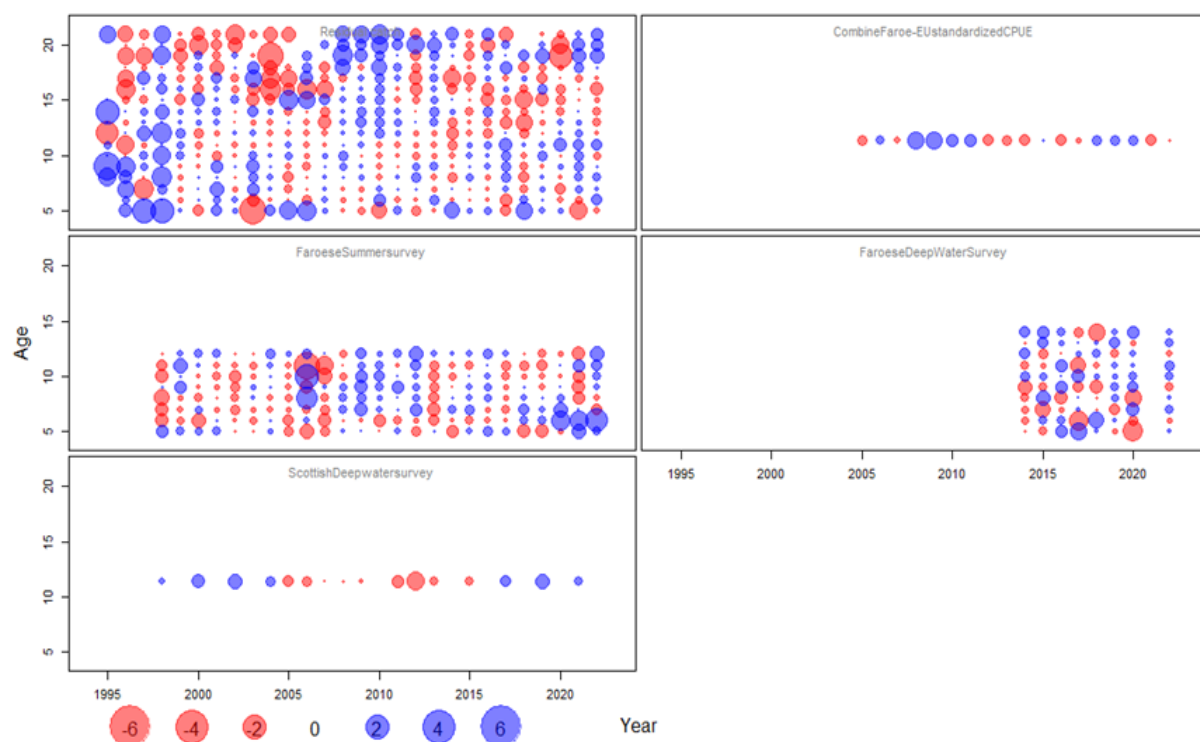 CombineFaroe-EUstandardizedCPUE
20
15
10
5
FaroeseSummersurvey
FaroeseDeepWaterSurvey
20
15
10
5
Age
1995 2000 2005 2010 2015 2020
ScottishDeepwatersurvey
20
15
10
5
1995 2000 2005 2010 2015 2020
-6 -4 -2 0 2 4 6 Year